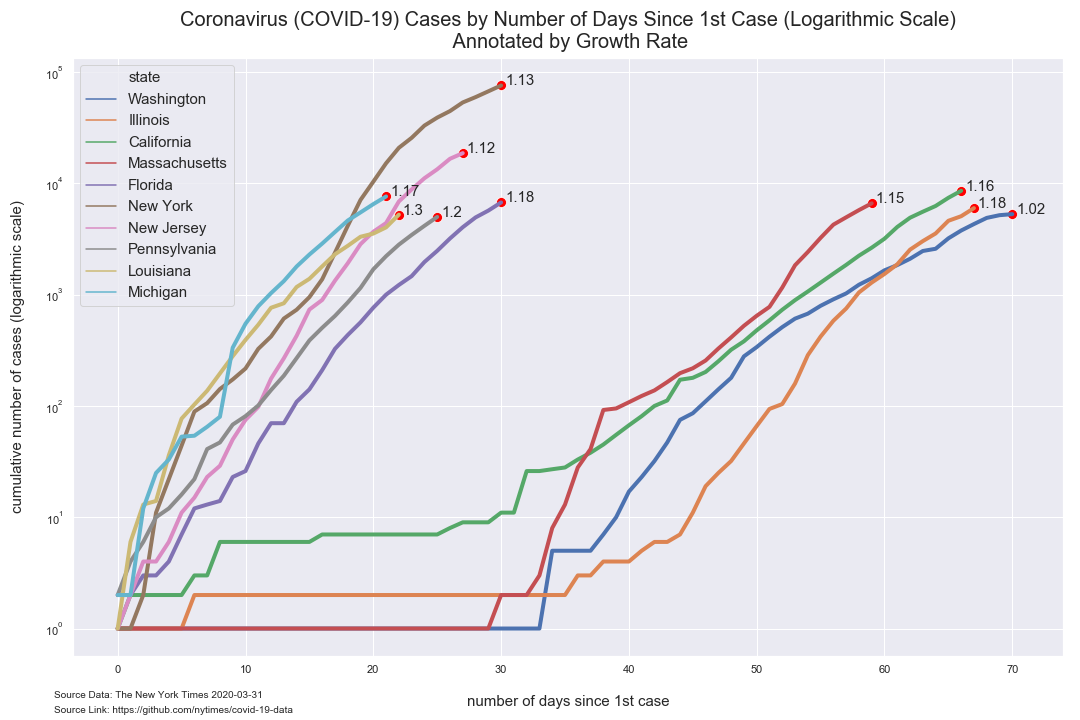 Coronavirus (COVID-19) Cases by Number of Days Since 1st Case (Logarithmic Scale)
Annotated by Growth Rate
cumulative number of cases (logarithmic scale)
10⁵
10⁴
10³
10²
10¹
10⁰
state
Washington
Illinois
California
Massachusetts
Florida
New York
New Jersey
Pennsylvania
Louisiana
Michigan
1.13
1.12
1.17
1.3
1.2
1.18
1.15
1.16
1.18
1.02
0
10
20
30
40
50
60
70
number of days since 1st case
Source Data: The New York Times 2020-03-31
Source Link: https://github.com/nytimes/covid-19-data